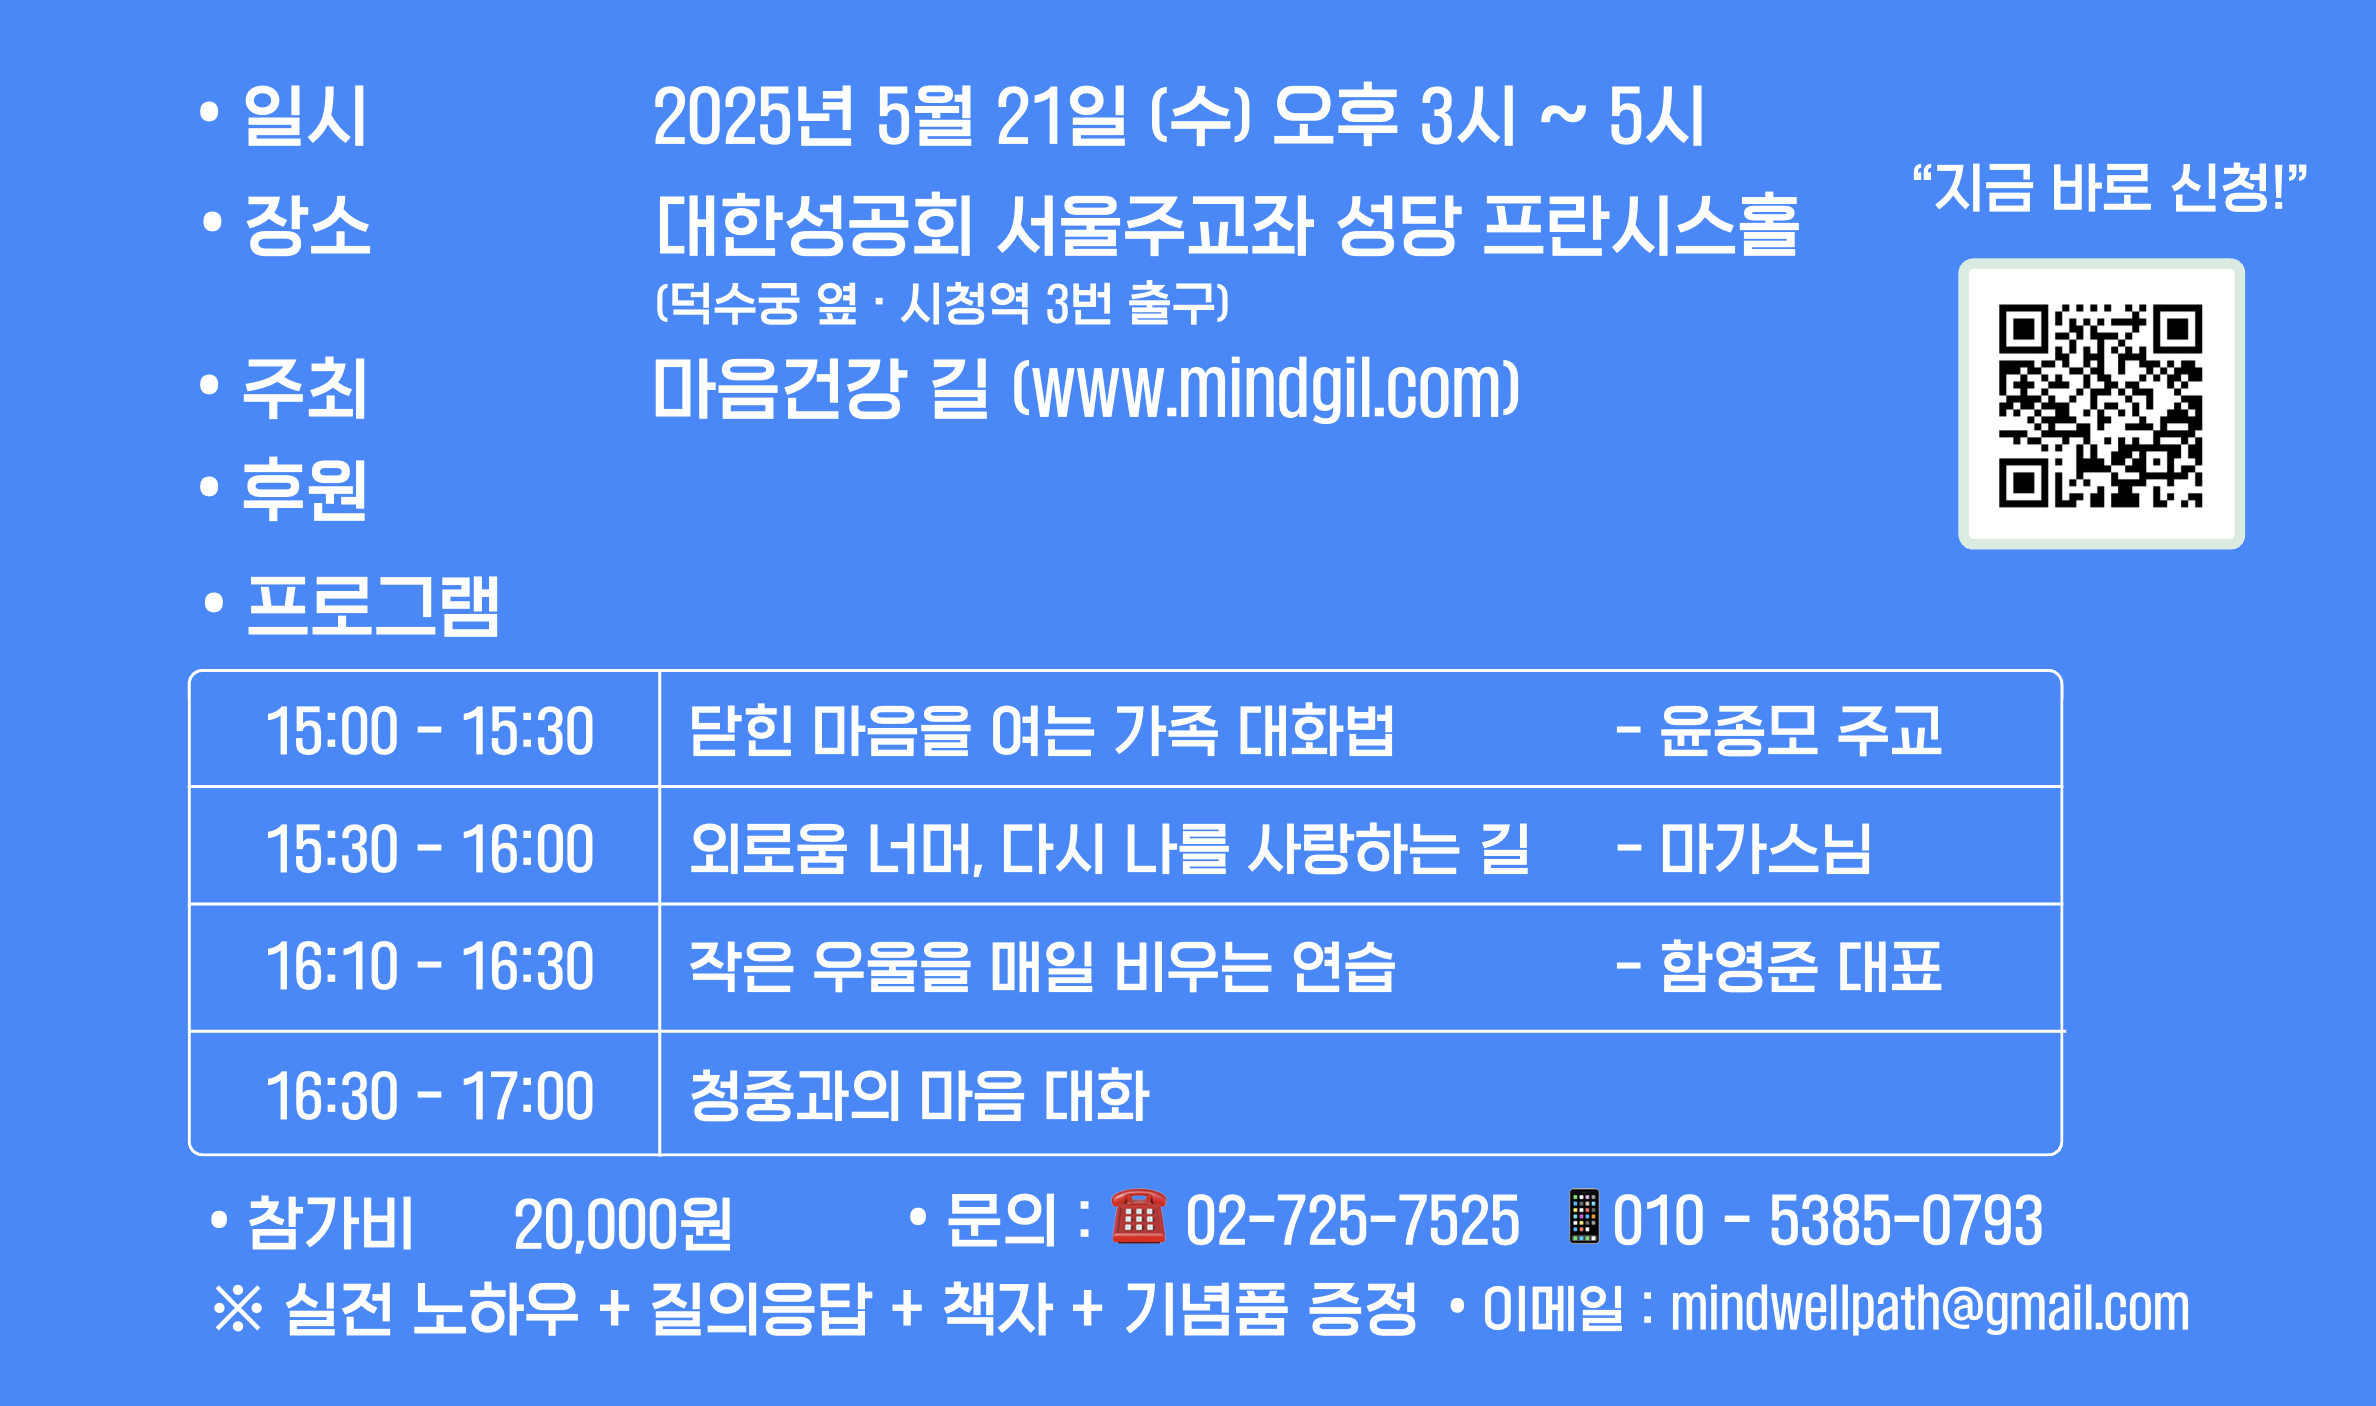 • 일시 2025년 5월 21일 (수) 오후 3시 ~ 5시
“지금 바로 신청!”
• 장소 대한성공회 서울주교좌 성당 프란시스홀
(덕수궁 옆 · 시청역 3번 출구)
• 주최 마음건강 길 (www.mindgil.com)
• 후원
• 프로그램
15:00 - 15:30 닫힌 마음을 여는 가족 대화법 - 윤종모 주교
15:30 - 16:00 외로움 너머, 다시 나를 사랑하는 길 - 마가스님
16:10 - 16:30 작은 우울을 매일 비우는 연습 - 함영준 대표
16:30 - 17:00 청중과의 마음 대화
• 참가비 20,000원 • 문의 : ☎️ 02-725-7525 📱010 - 5385-0793
※ 실전 노하우 + 질의응답 + 책자 + 기념품 증정 • 이메일 : mindwellpath@gmail.com